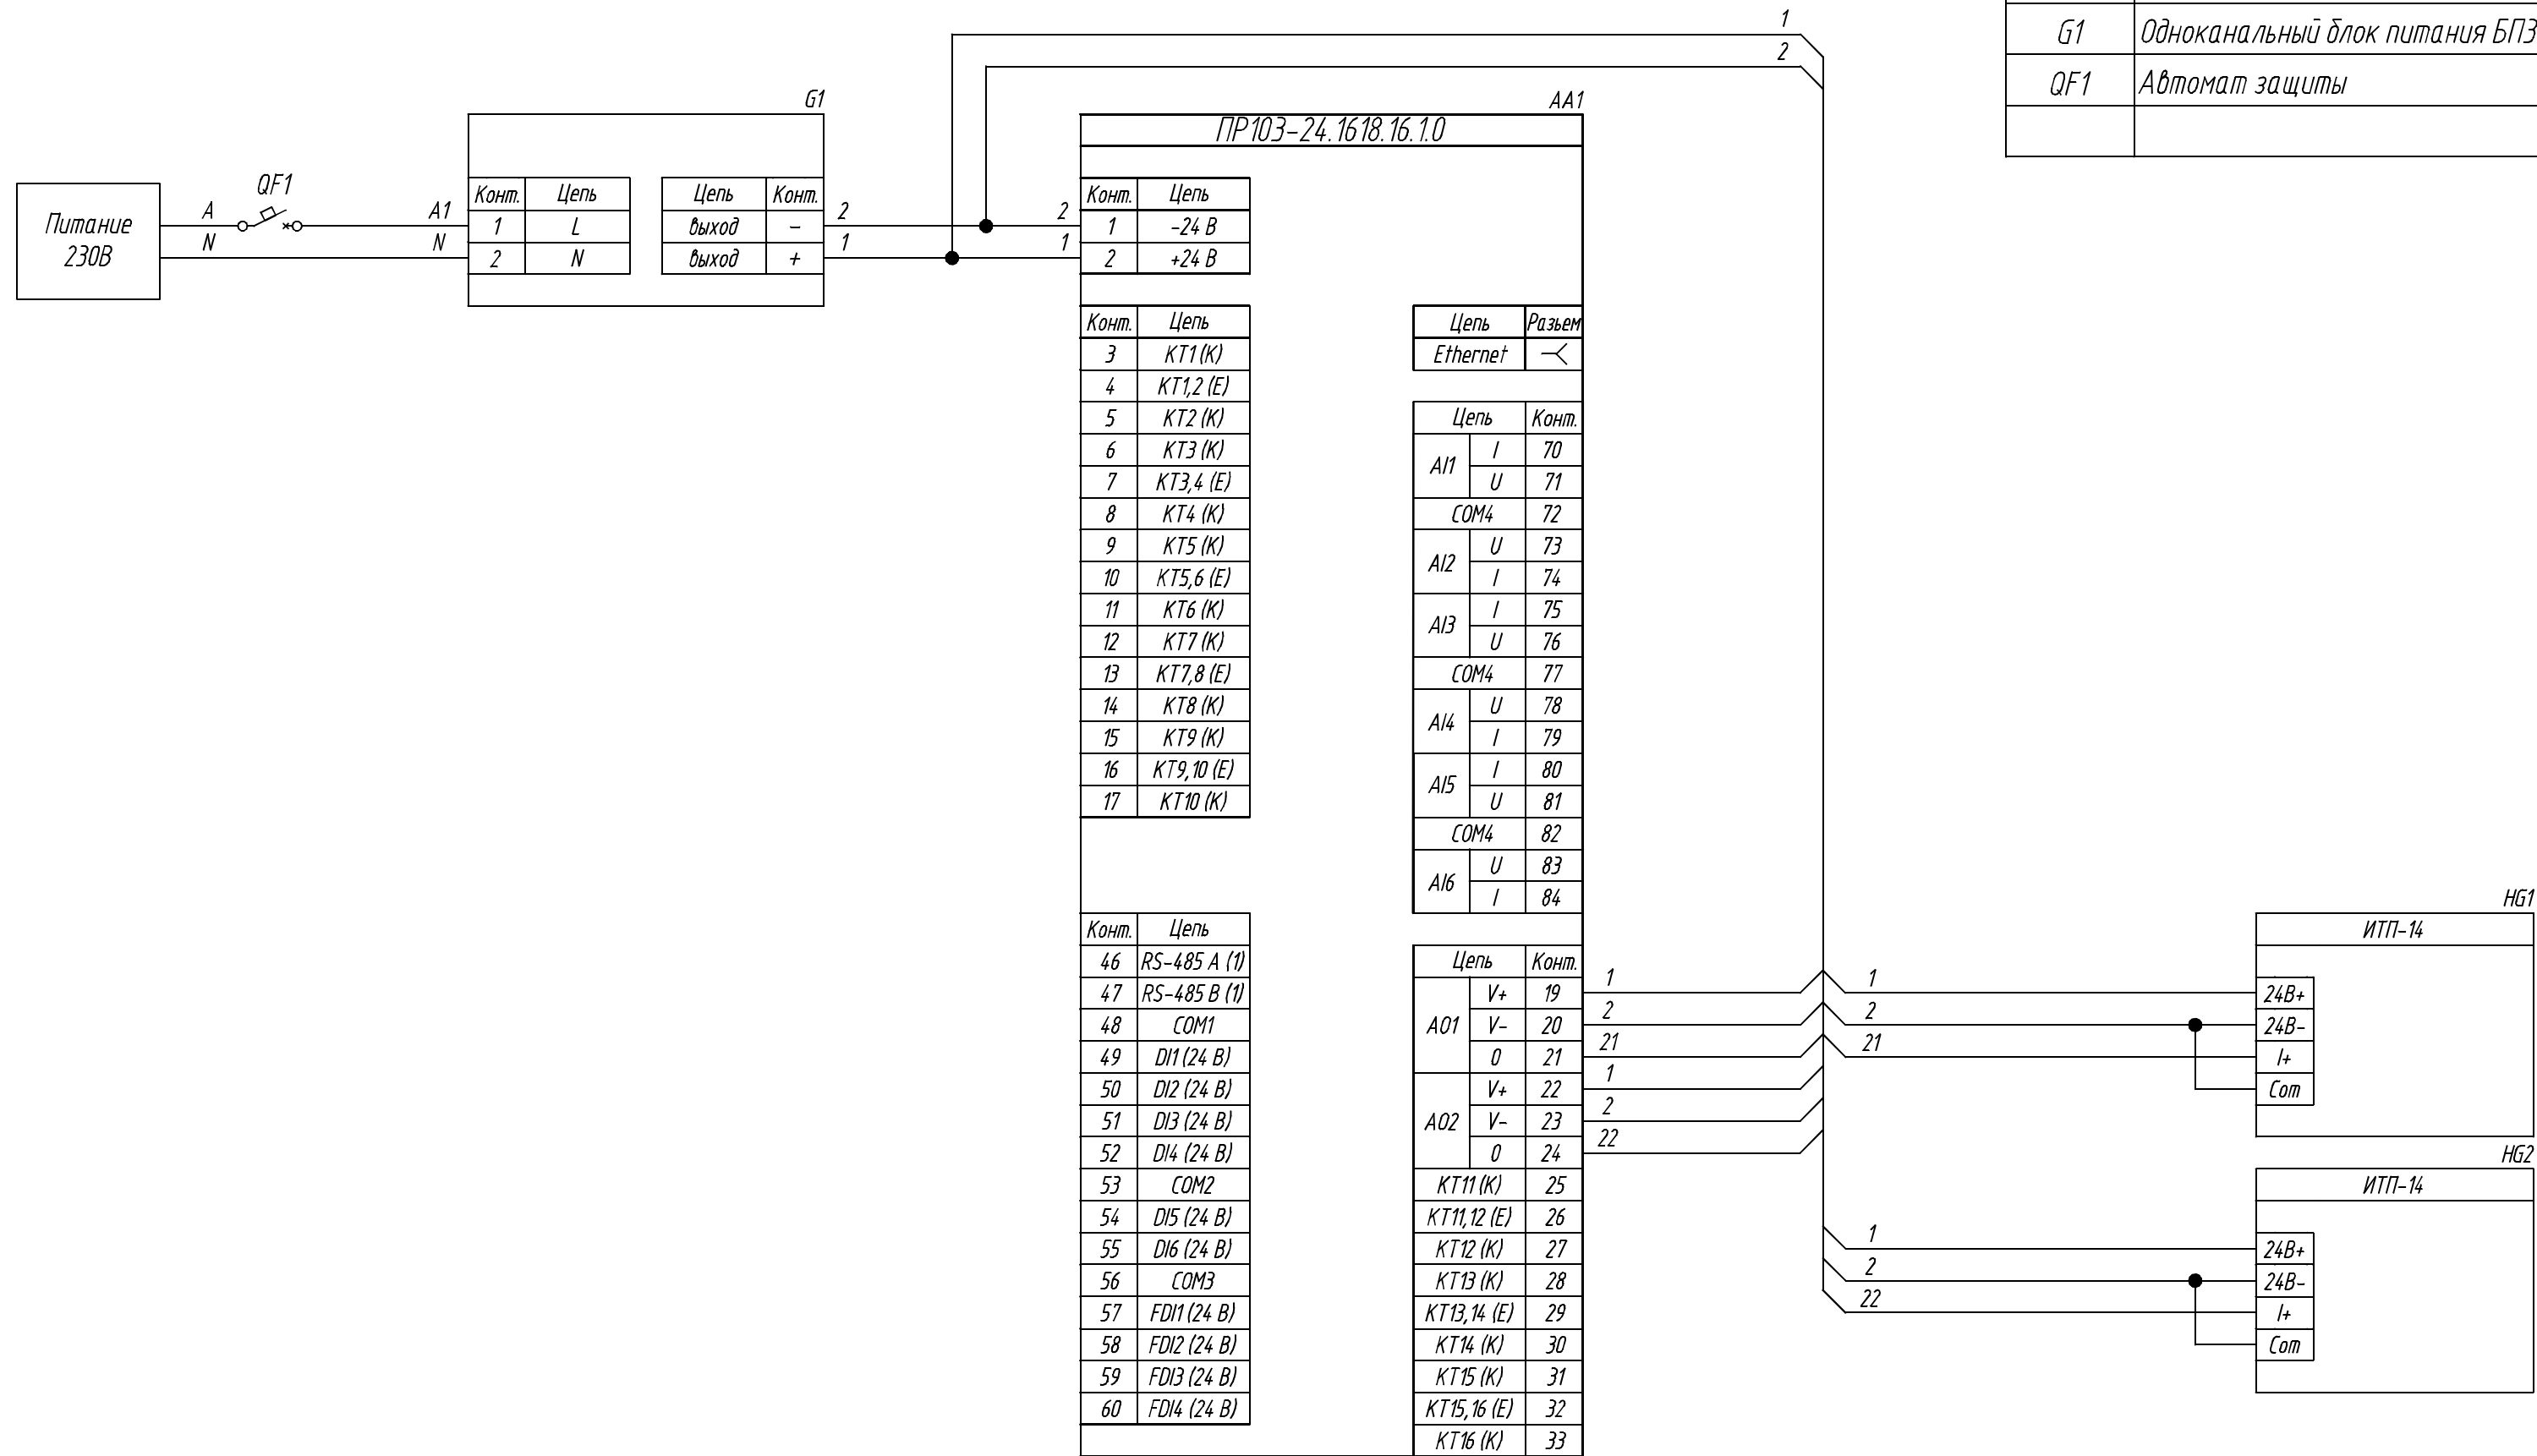 G1 Одноканальный блок питания БП3
QF1 Автомат защиты
1
2
G1
AA1
ПР103-24.1618.16.1.0
Питание
230В
QF1
A A1
N N
Конт. Цепь
1 L
2 N
Цепь Конт.
выход –
выход +
2 2
1 1
Конт. Цепь
1 -24 В
2 +24 В
Конт. Цепь
3 КТ1 (К)
4 КТ1,2 (Е)
5 КТ2 (К)
6 КТ3 (К)
7 КТ3,4 (Е)
8 КТ4 (К)
9 КТ5 (К)
10 КТ5,6 (Е)
11 КТ6 (К)
12 КТ7 (К)
13 КТ7,8 (Е)
14 КТ8 (К)
15 КТ9 (К)
16 КТ9,10 (Е)
17 КТ10 (К)
Конт. Цепь
46 RS-485 A (1)
47 RS-485 B (1)
48 COM1
49 DI1 (24 В)
50 DI2 (24 В)
51 DI3 (24 В)
52 DI4 (24 В)
53 COM2
54 DI5 (24 В)
55 DI6 (24 В)
56 COM3
57 FDI1 (24 В)
58 FDI2 (24 В)
59 FDI3 (24 В)
60 FDI4 (24 В)
Цепь Разьем
Ethernet
Цепь Конт.
AI1 I 70
U 71
COM4 72
AI2 U 73
I 74
AI3 I 75
U 76
COM4 77
AI4 U 78
I 79
AI5 I 80
U 81
COM4 82
AI6 U 83
I 84
Цепь Конт.
AO1 V+ 19
V- 20
O 21
AO2 V+ 22
V- 23
O 24
КТ11 (К) 25
КТ11,12 (Е) 26
КТ12 (К) 27
КТ13 (К) 28
КТ13,14 (Е) 29
КТ14 (К) 30
КТ15 (К) 31
КТ15,16 (Е) 32
КТ16 (К) 33
1
2
21
1
2
22
1
2
21
HG1
ИТП-14
24В+
24В-
I+
Com
1
2
22
HG2
ИТП-14
24В+
24В-
I+
Com